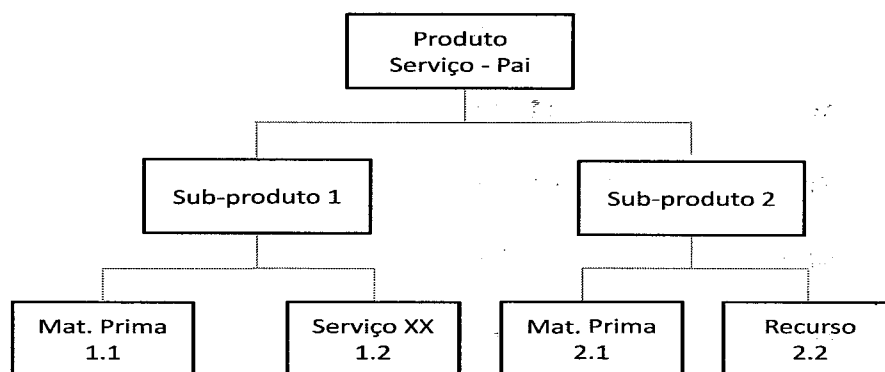 Produto
Serviço - Pai
Sub-produto 1
Sub-produto 2
Mat. Prima
1.1
Serviço XX
1.2
Mat. Prima
2.1
Recurso
2.2